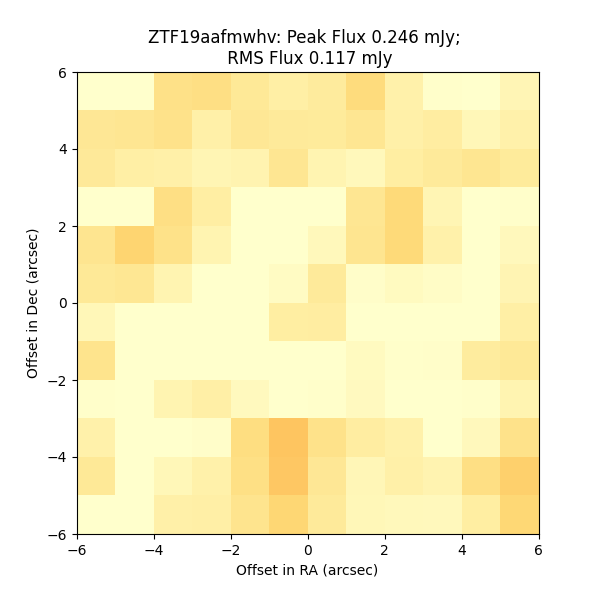 ZTF19aafmwhv: Peak Flux 0.246 mJy;
RMS Flux 0.117 mJy
6
4
2
0
−2
−4
−6
Offset in Dec (arcsec)
−6 −4 −2 0 2 4 6
Offset in RA (arcsec)